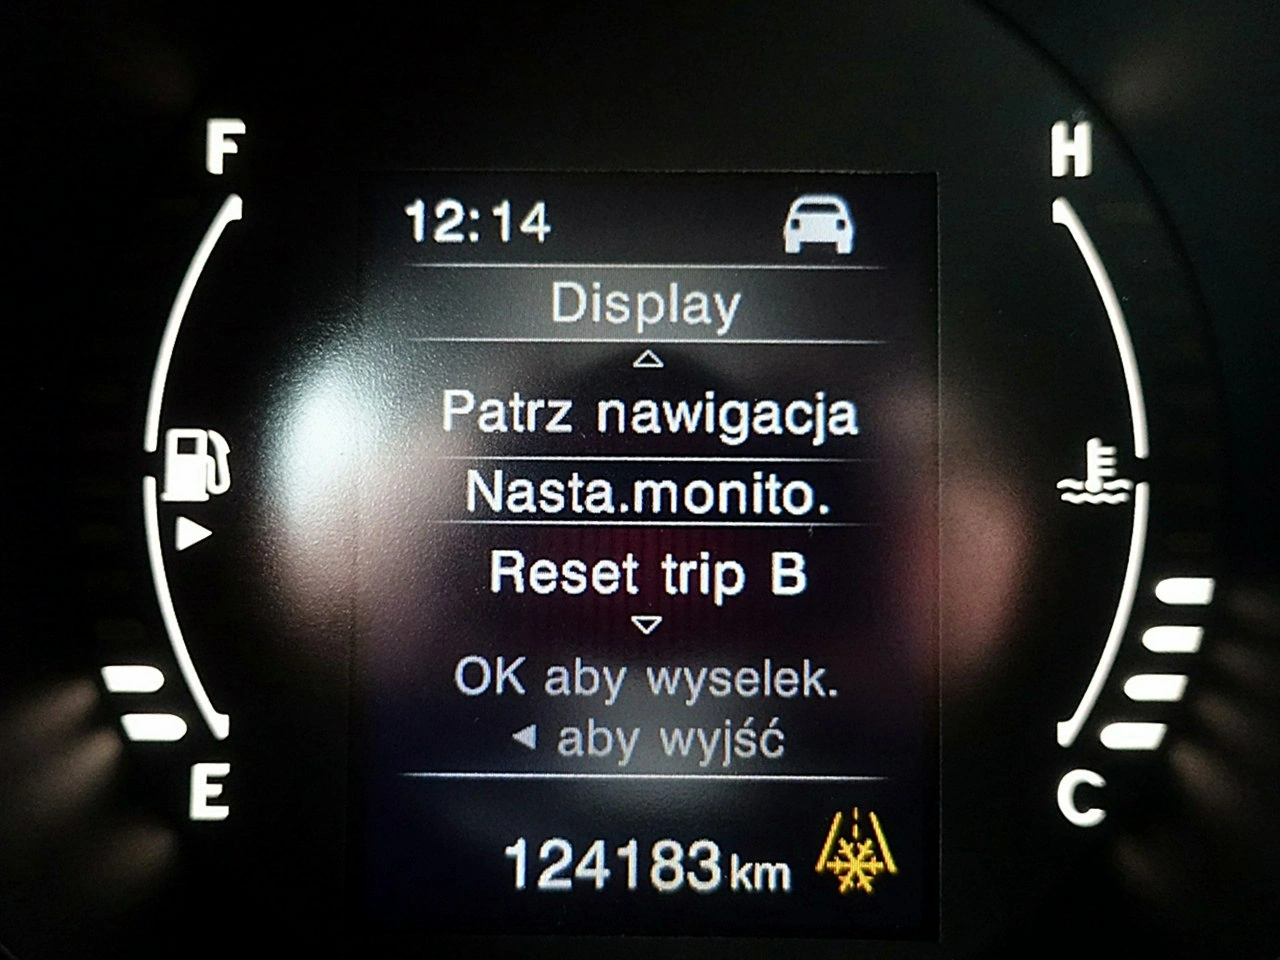 F
H
12:14
Display
Patrz nawigacja
Nasta.monito.
Reset trip B
OK aby wyselek.
◄ aby wyjść
E
C
124183 km